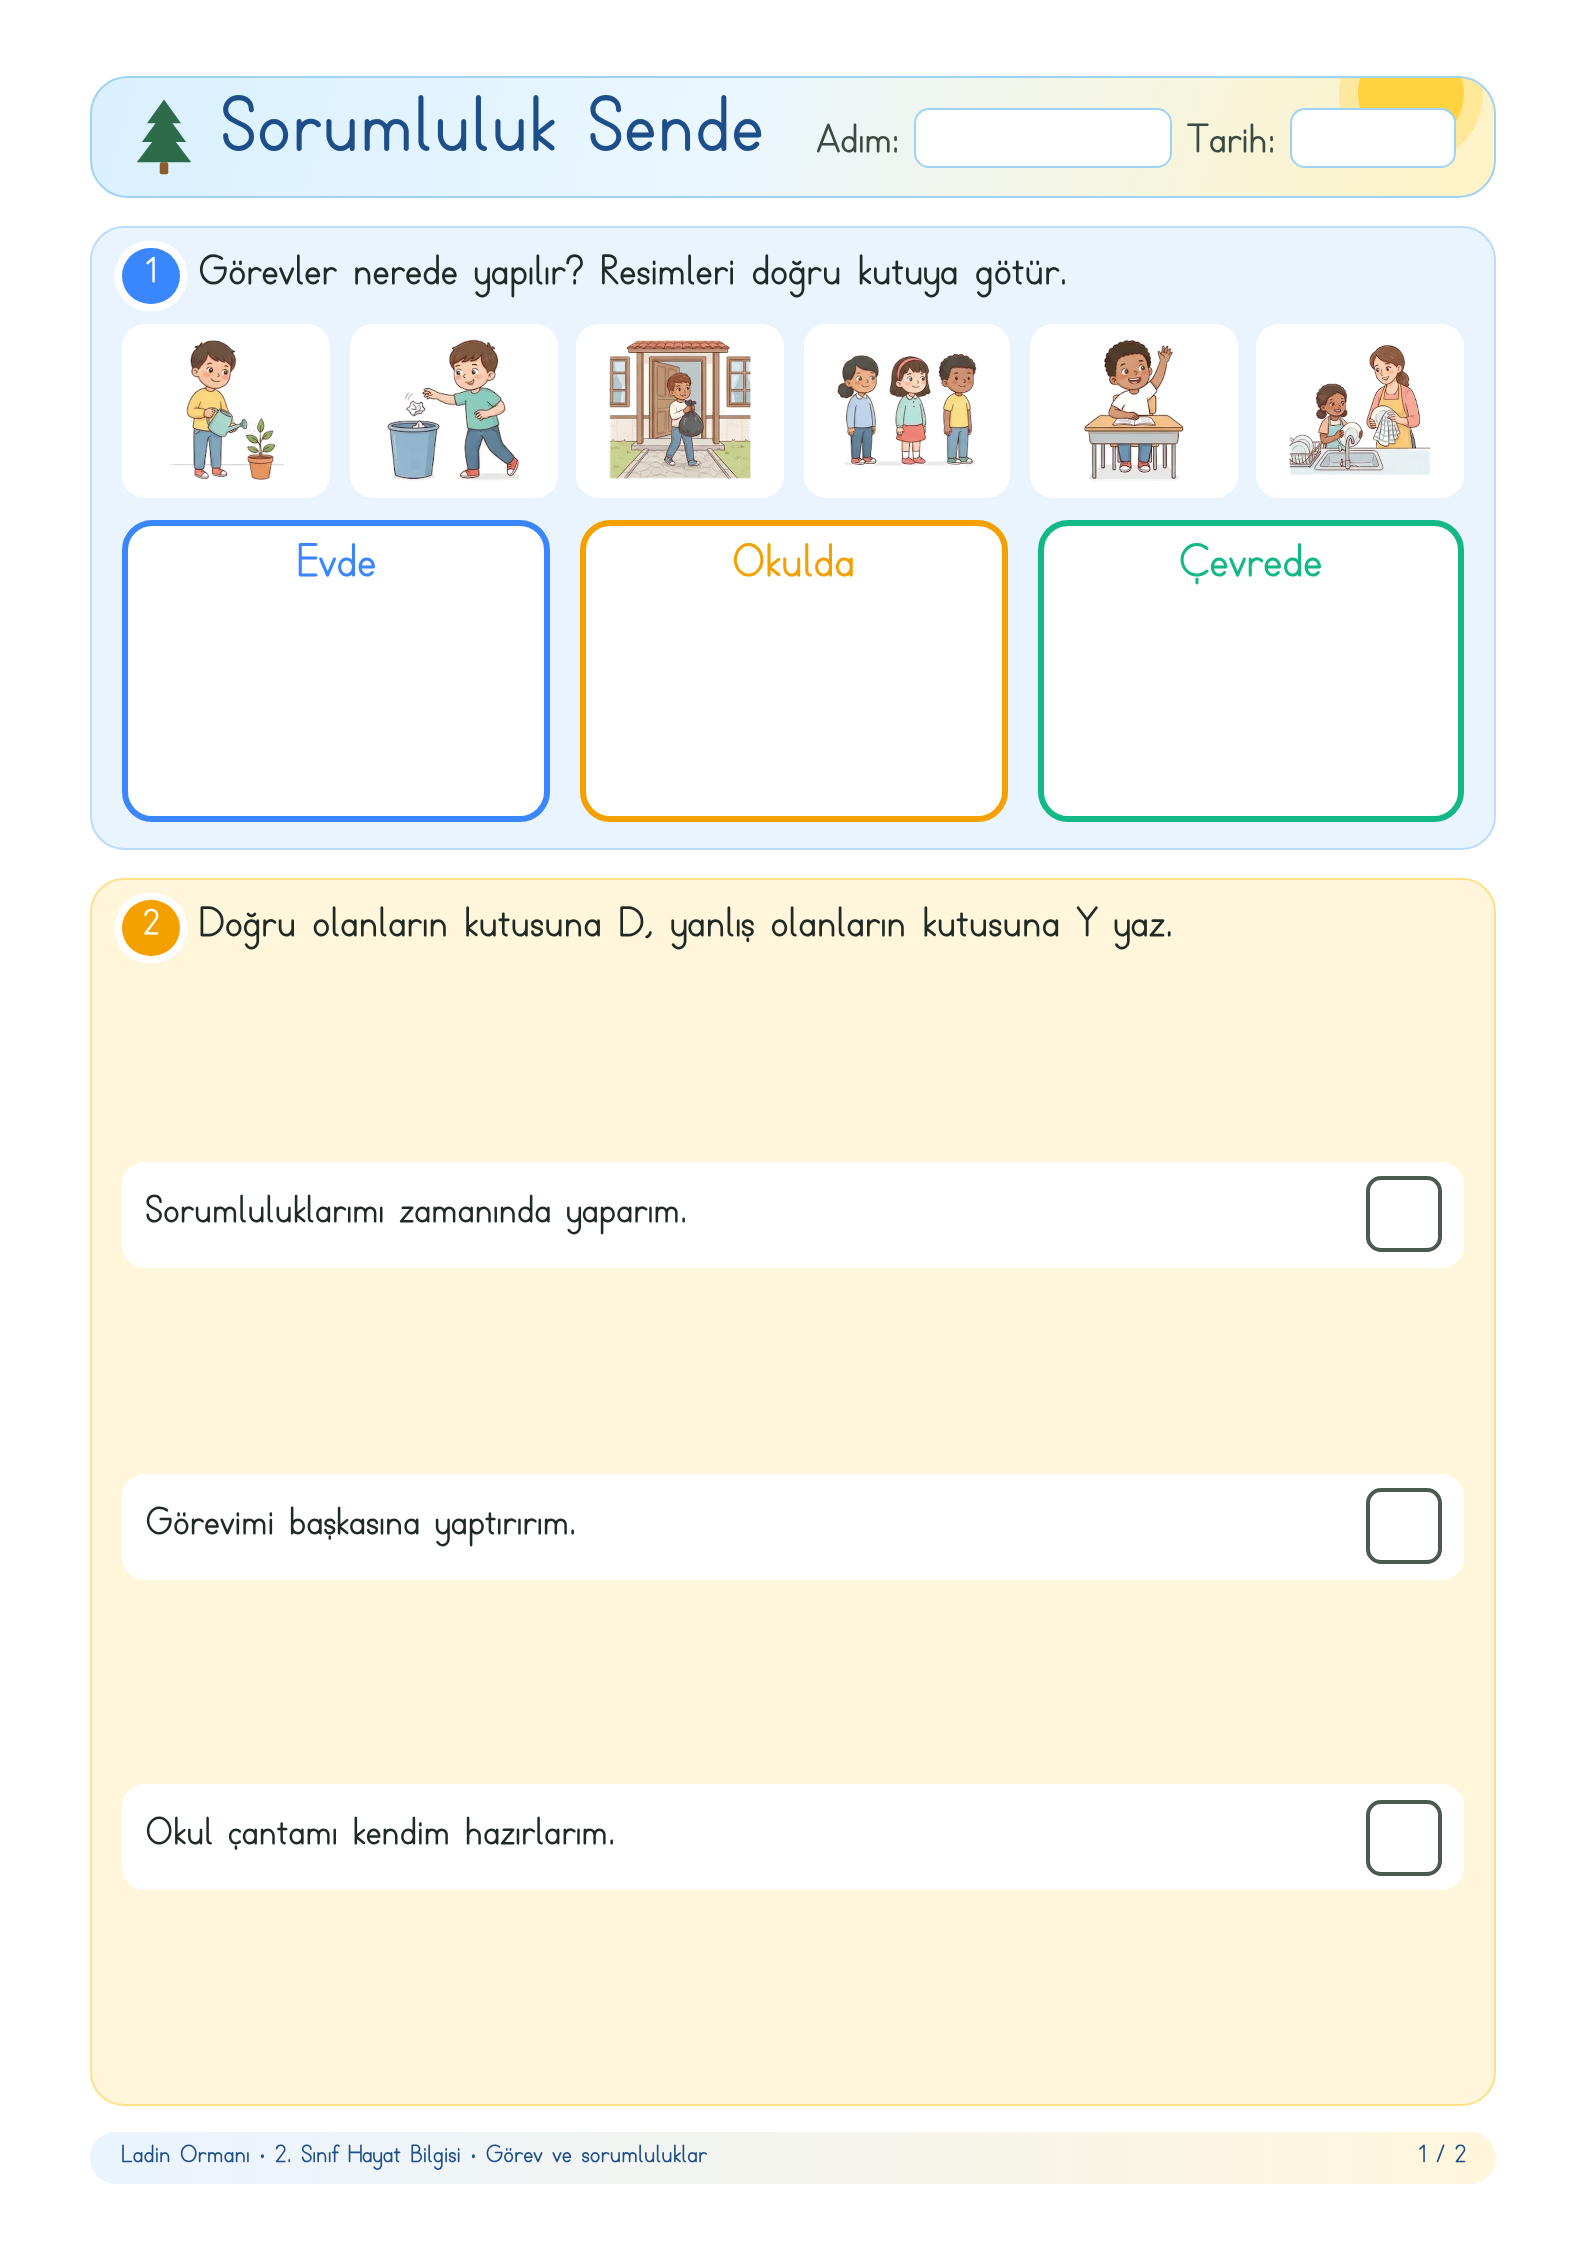 Sorumluluk Sende Adım: Tarih:
1 Görevler nerede yapılır? Resimleri doğru kutuya götür.
Evde Okulda Çevrede
2 Doğru olanların kutusuna D, yanlış olanların kutusuna Y yaz.
Sorumluluklarımı zamanında yaparım.
Görevimi başkasına yaptırırım.
Okul çantamı kendim hazırlarım.
Ladin Ormanı • 2. Sınıf Hayat Bilgisi • Görev ve sorumluluklar 1 / 2